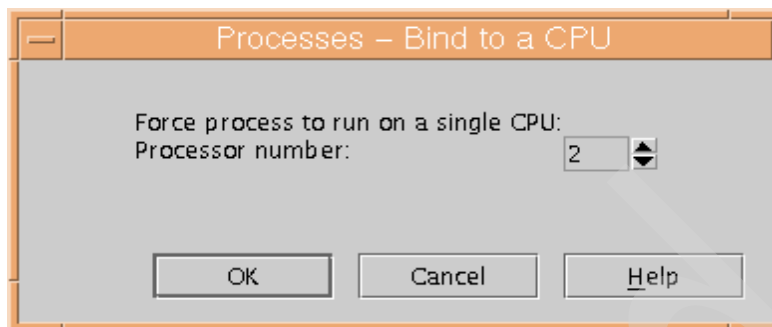 Processes – Bind to a CPU
Force process to run on a single CPU:
Processor number: 2
OK Cancel Help